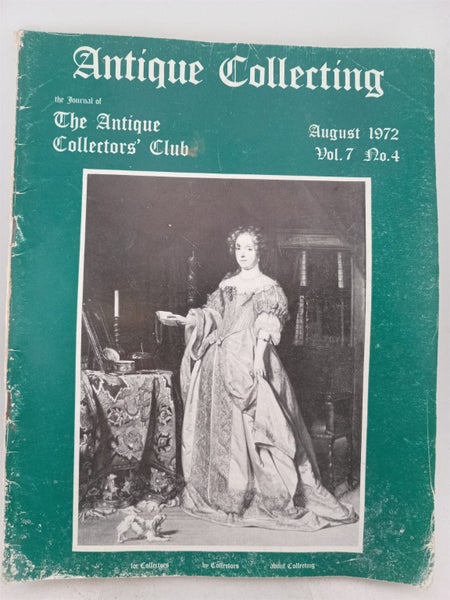 Antique Collecting
the Journal of
The Antique
Collectors' Club
August 1972
Vol. 7 No. 4
for Collectors by Collectors about Collecting